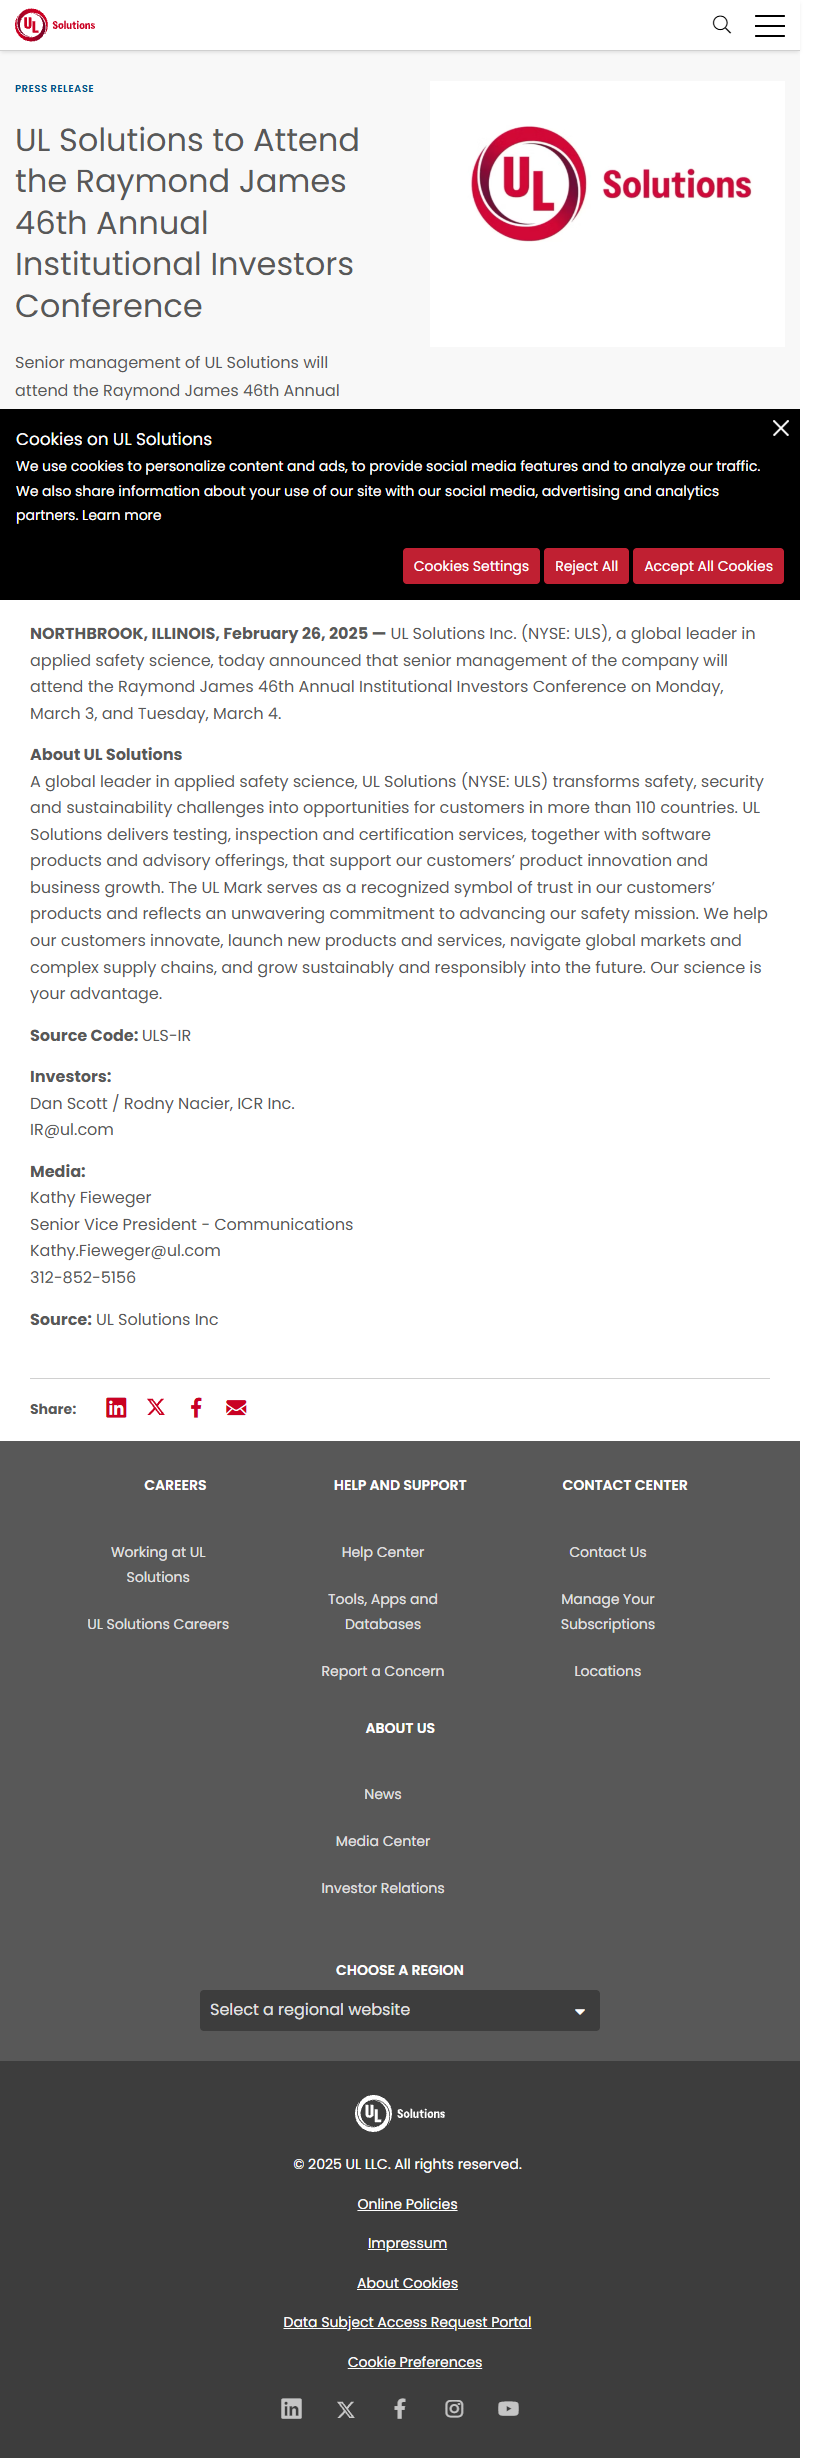 UL Solutions
PRESS RELEASE
UL Solutions to Attend
the Raymond James
46th Annual
Institutional Investors
Conference
UL Solutions
Senior management of UL Solutions will
attend the Raymond James 46th Annual
Cookies on UL Solutions
We use cookies to personalize content and ads, to provide social media features and to analyze our traffic.
We also share information about your use of our site with our social media, advertising and analytics
partners. Learn more
Cookies Settings Reject All Accept All Cookies
NORTHBROOK, ILLINOIS, February 26, 2025 — UL Solutions Inc. (NYSE: ULS), a global leader in
applied safety science, today announced that senior management of the company will
attend the Raymond James 46th Annual Institutional Investors Conference on Monday,
March 3, and Tuesday, March 4.
About UL Solutions
A global leader in applied safety science, UL Solutions (NYSE: ULS) transforms safety, security
and sustainability challenges into opportunities for customers in more than 110 countries. UL
Solutions delivers testing, inspection and certification services, together with software
products and advisory offerings, that support our customers’ product innovation and
business growth. The UL Mark serves as a recognized symbol of trust in our customers’
products and reflects an unwavering commitment to advancing our safety mission. We help
our customers innovate, launch new products and services, navigate global markets and
complex supply chains, and grow sustainably and responsibly into the future. Our science is
your advantage.
Source Code: ULS-IR
Investors:
Dan Scott / Rodny Nacier, ICR Inc.
IR@ul.com
Media:
Kathy Fieweger
Senior Vice President - Communications
Kathy.Fieweger@ul.com
312-852-5156
Source: UL Solutions Inc
Share:
CAREERS
Working at UL
Solutions
UL Solutions Careers
HELP AND SUPPORT
Help Center
Tools, Apps and
Databases
Report a Concern
CONTACT CENTER
Contact Us
Manage Your
Subscriptions
Locations
ABOUT US
News
Media Center
Investor Relations
CHOOSE A REGION
Select a regional website
UL Solutions
© 2025 UL LLC. All rights reserved.
Online Policies
Impressum
About Cookies
Data Subject Access Request Portal
Cookie Preferences